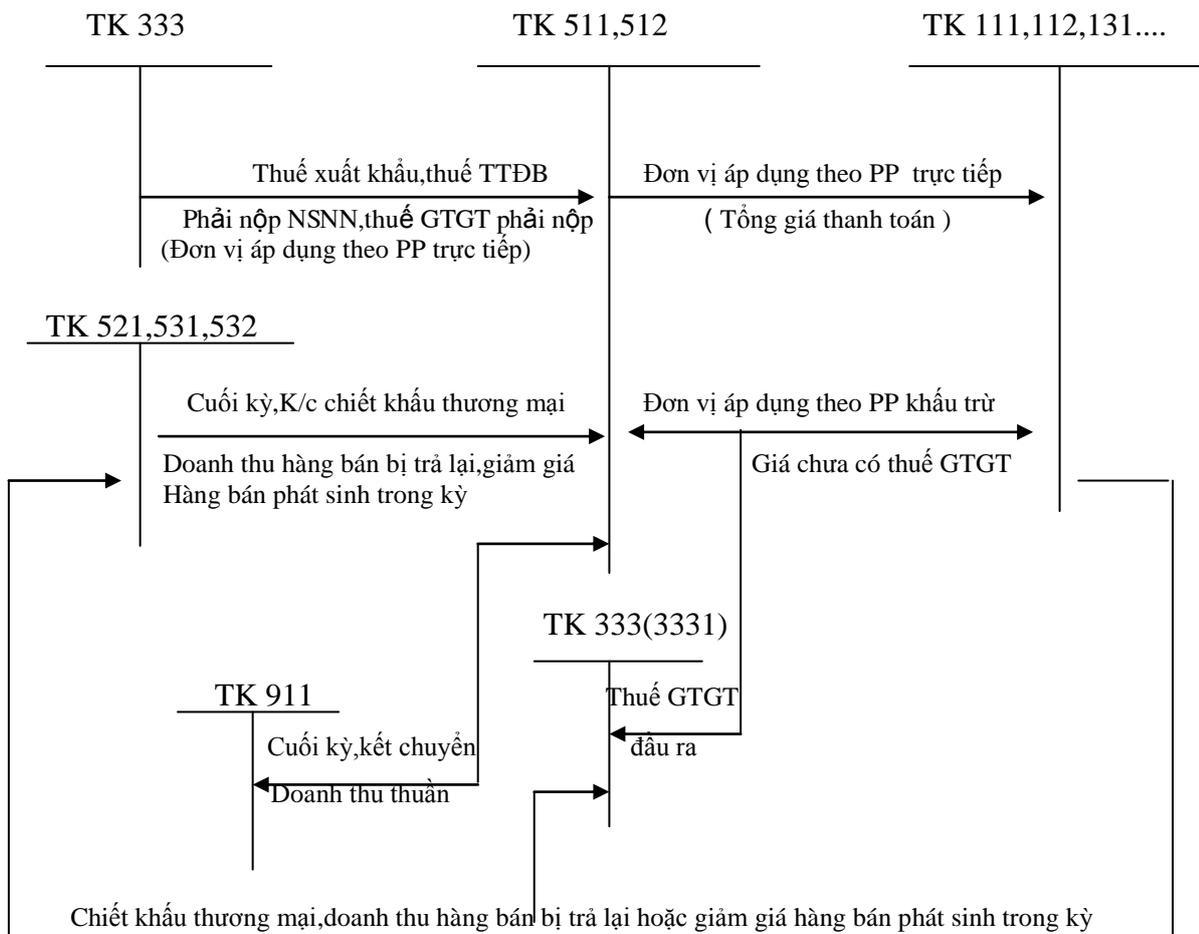 TK 333
TK 511,512
TK 111,112,131....
Thuế xuất khẩu,thuế TTĐB
Phải nộp NSNN,thuế GTGT phải nộp
(Đơn vị áp dụng theo PP trực tiếp)
Đơn vị áp dụng theo PP trực tiếp
( Tổng giá thanh toán )
TK 521,531,532
Cuối kỳ,K/c chiết khấu thương mại
Doanh thu hàng bán bị trả lại,giảm giá
Hàng bán phát sinh trong kỳ
Đơn vị áp dụng theo PP khấu trừ
Giá chưa có thuế GTGT
TK 333(3331)
Thuế GTGT
đầu ra
TK 911
Cuối kỳ,kết chuyển
Doanh thu thuần
Chiết khấu thương mại,doanh thu hàng bán bị trả lại hoặc giảm giá hàng bán phát sinh trong kỳ